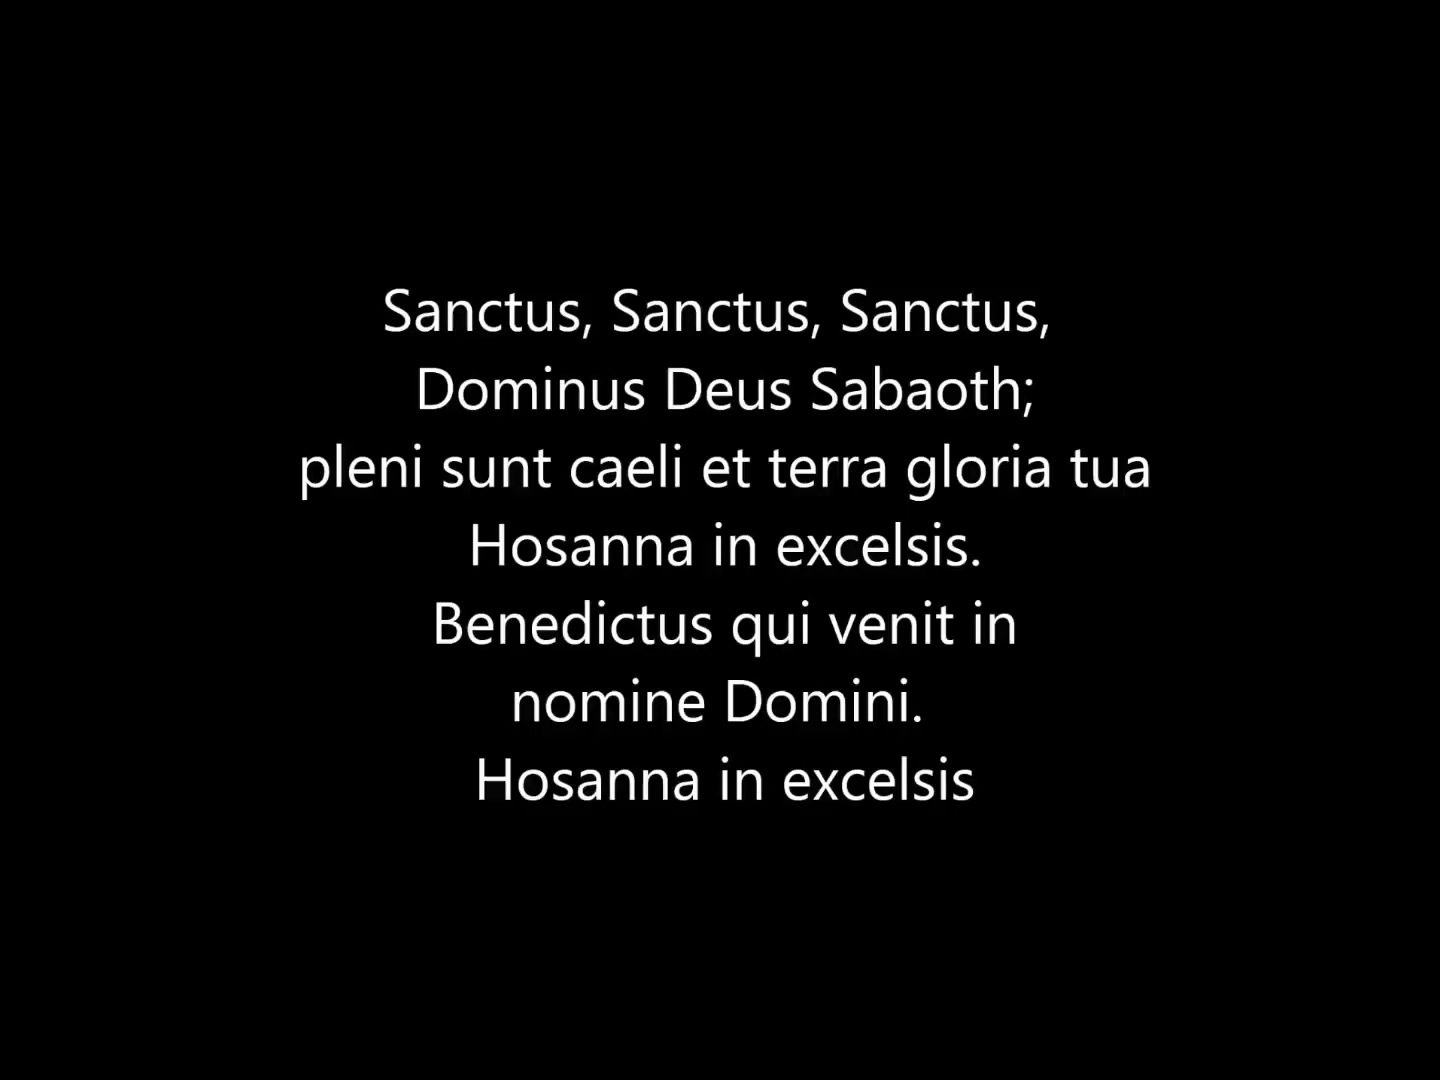 Sanctus, Sanctus, Sanctus,
Dominus Deus Sabaoth;
pleni sunt caeli et terra gloria tua
Hosanna in excelsis.
Benedictus qui venit in
nomine Domini.
Hosanna in excelsis